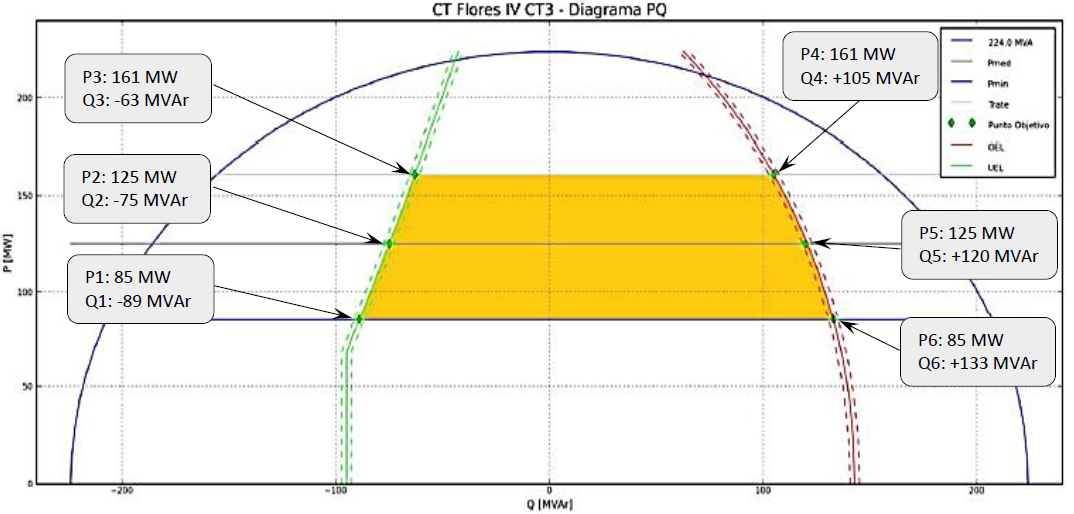 CT Flores IV CT3 - Diagrama PQ
P3: 161 MW
Q3: -63 MVAr
P2: 125 MW
Q2: -75 MVAr
P1: 85 MW
Q1: -89 MVAr
P4: 161 MW
Q4: +105 MVAr
P5: 125 MW
Q5: +120 MVAr
P6: 85 MW
Q6: +133 MVAr
224.0 MVA
Pmed
Pmin
Trate
Punto Objetivo
OEL
UEL
P [MW]
200
150
100
50
0
−200
−100
0
100
200
Q [MVAr]